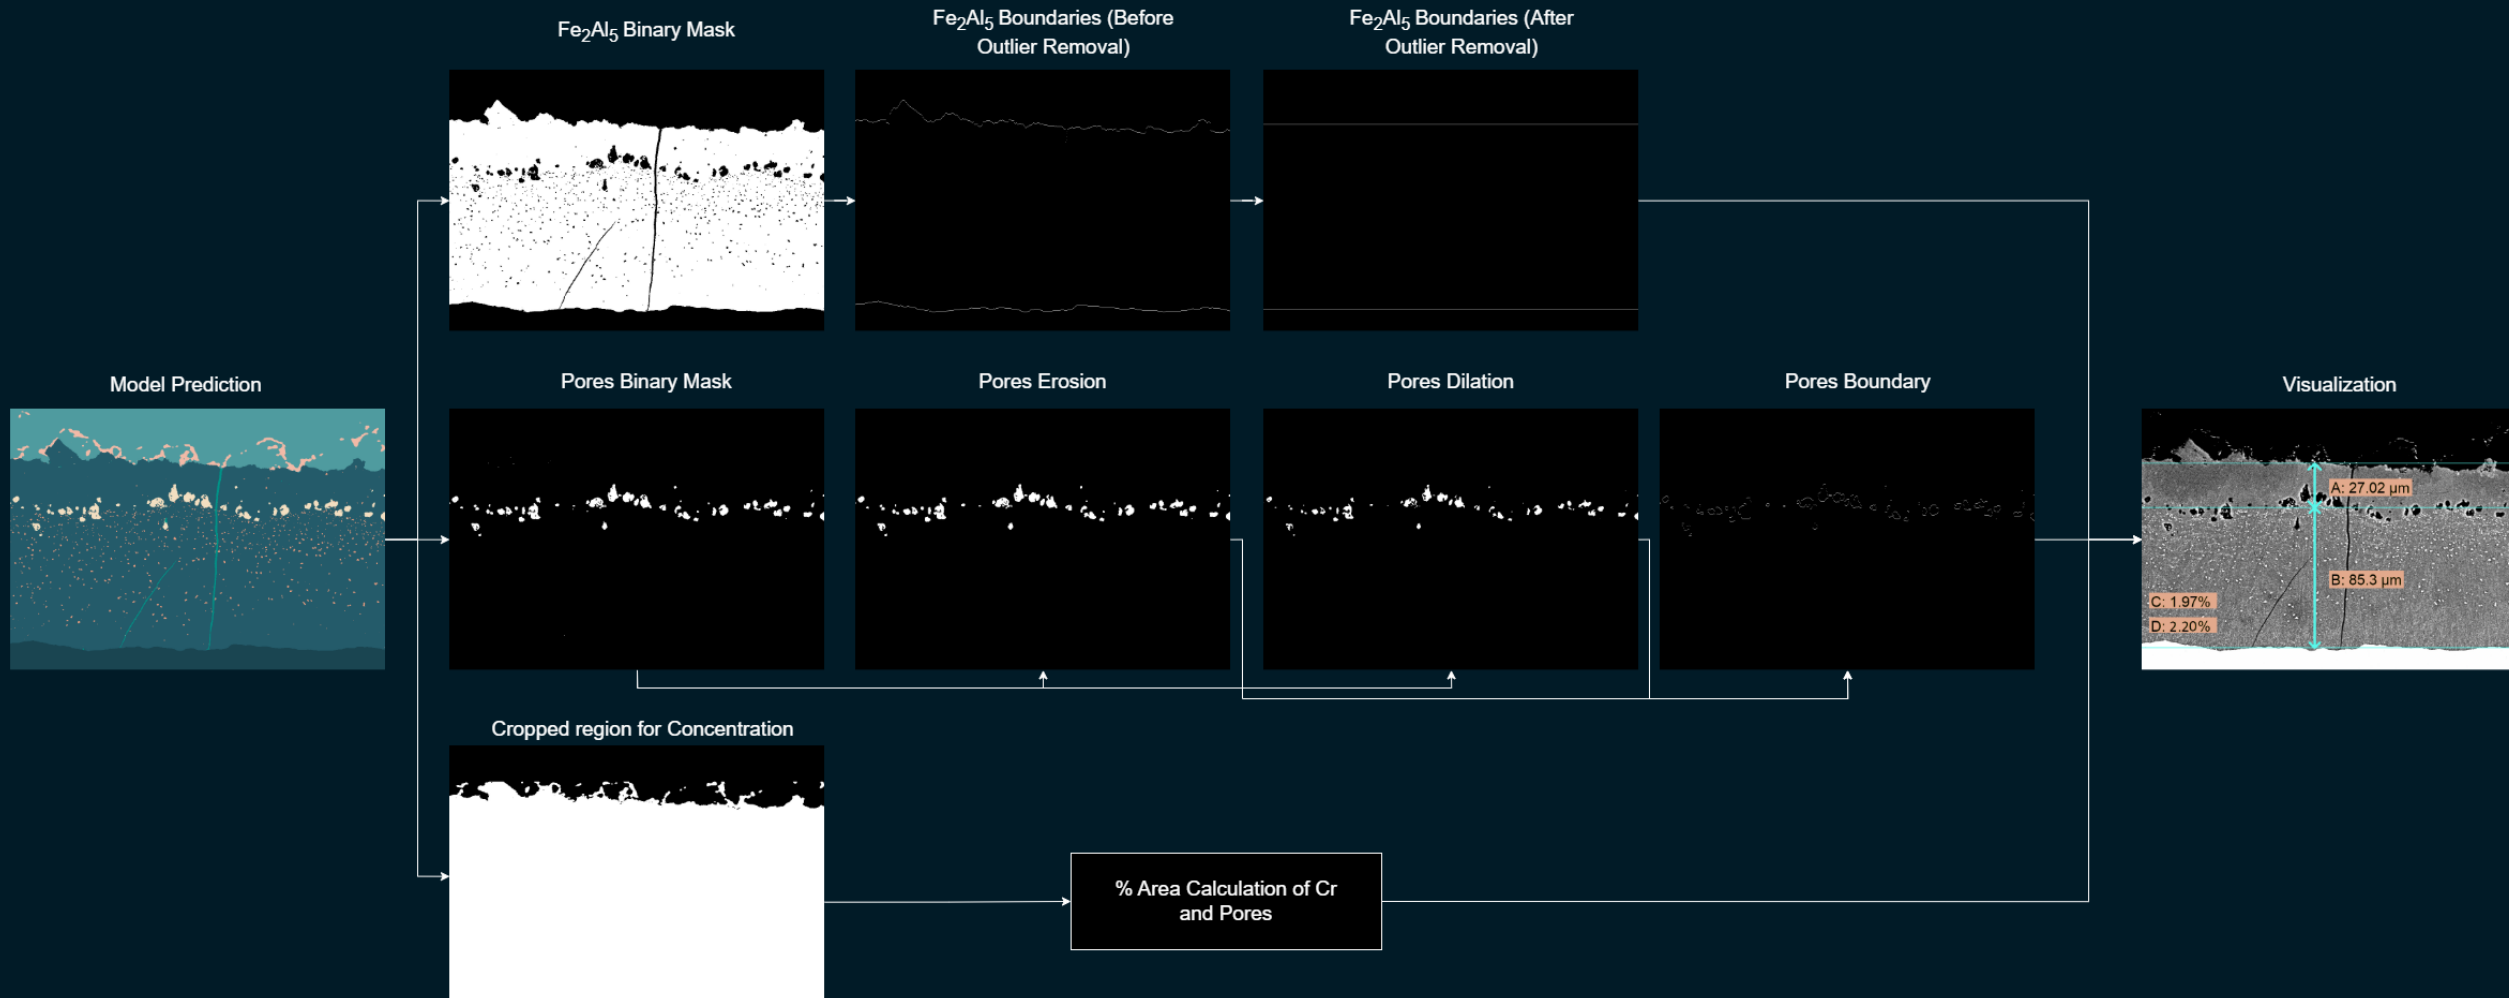 Fe₂Al₅ Binary Mask
Fe₂Al₅ Boundaries (Before
Outlier Removal)
Fe₂Al₅ Boundaries (After
Outlier Removal)
Model Prediction
Pores Binary Mask
Pores Erosion
Pores Dilation
Pores Boundary
Visualization
A: 27.02 µm
B: 85.3 µm
C: 1.97%
D: 2.20%
Cropped region for Concentration
% Area Calculation of Cr
and Pores